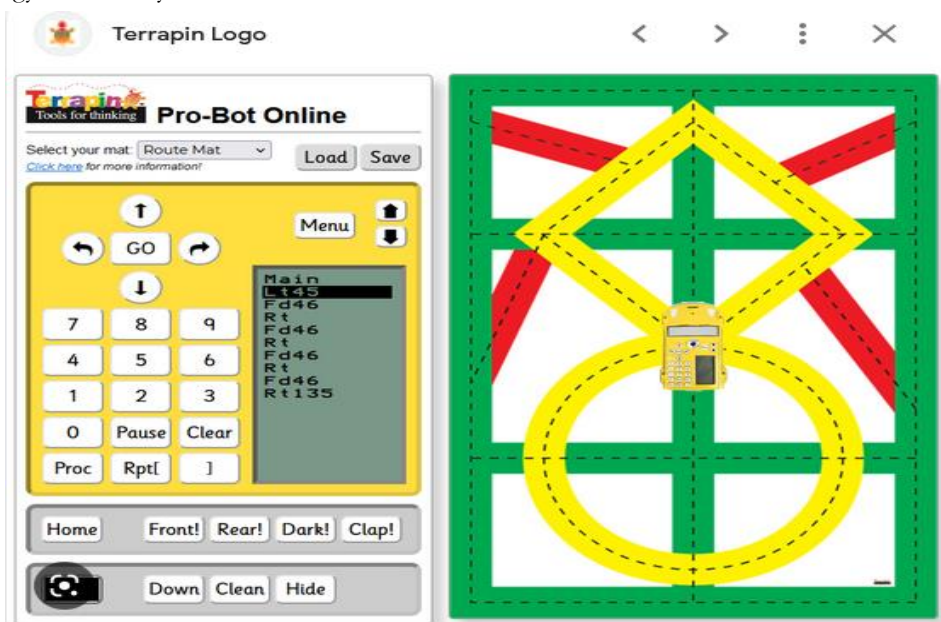 Terrapin Logo
Terrapin
Tools for thinking
Pro-Bot Online
Select your mat: Route Mat
Load Save
Click here for more information!
Menu
GO
Main
Lt45
Fd46
Rt
Fd46
Rt
Fd46
Rt
Fd46
Rt135
7 8 9
4 5 6
1 2 3
0 Pause Clear
Proc Rpt[ ]
Home Front! Rear! Dark! Clap!
Down Clean Hide